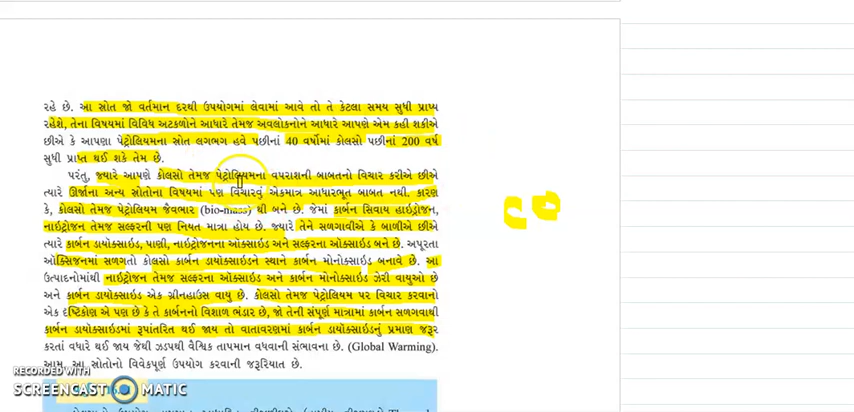 રહે છે. આ સ્રોત જો વર્તમાન દરથી ઉપયોગમાં લેવામાં આવે તો તે કેટલા સમય સુધી પ્રાપ્ય
રહેશે, તેના વિષયમાં વિવિધ અટકળોને આધારે તેમજ અવલોકનોને આધારે આપણે એમ કહી શકીએ
છીએ કે આપણા પેટ્રોલિયમના સ્રોત લગભગ હવે પછીનાં 40 વર્ષોમાં કોલસો પછીનાં 200 વર્ષ
સુધી પ્રાપ્ત થઈ શકે તેમ છે.
પરંતુ, જ્યારે આપણે કોલસો તેમજ પેટ્રોલિયમના વપરાશની બાબતનો વિચાર કરીએ છીએ
ત્યારે ઊર્જાના અન્ય સ્રોતોના વિષયમાં પણ વિચારવું એકમાત્ર આધારભૂત બાબત નથી. કારણ
કે, કોલસો તેમજ પેટ્રોલિયમ જૈવભાર (bio-mass) થી બને છે. જેમાં કાર્બન સિવાય હાઇડ્રોજન,
નાઇટ્રોજન તેમજ સલ્ફરની પણ નિયત માત્રા હોય છે. જ્યારે તેને સળગાવીએ કે બાળીએ છીએ
ત્યારે કાર્બન ડાયૉક્સાઇડ, પાણી, નાઇટ્રોજનના ઑક્સાઇડ અને સલ્ફરના ઑક્સાઇડ બને છે. અપૂરતા
ઑક્સિજનમાં સળગતો કોલસો કાર્બન ડાયૉક્સાઇડને સ્થાને કાર્બન મોનોક્સાઇડ બનાવે છે. આ
ઉત્પાદનોમાંથી નાઇટ્રોજન તેમજ સલ્ફરના ઑક્સાઇડ અને કાર્બન મોનોક્સાઇડ ઝેરી વાયુઓ છે
અને કાર્બન ડાયૉક્સાઇડ એક ગ્રીનહાઉસ વાયુ છે. કોલસો તેમજ પેટ્રોલિયમ પર વિચાર કરવાનો
એક દૃષ્ટિકોણ એ પણ છે કે તે કાર્બનનો વિશાળ ભંડાર છે, જો તેની સંપૂર્ણ માત્રામાં કાર્બન સળગવાથી
કાર્બન ડાયૉક્સાઇડમાં રૂપાંતરિત થઈ જાય તો વાતાવરણમાં કાર્બન ડાયૉક્સાઇડનું પ્રમાણ જરૂર
કરતાં વધારે થઈ જાય જેથી ઝડપથી વૈશ્વિક તાપમાન વધવાની સંભાવના છે. (Global Warming).
આમ, આ સ્રોતોનો વિવેકપૂર્ણ ઉપયોગ કરવાની જરૂરિયાત છે.
RECORDED WITH
SCREENCAST MATIC